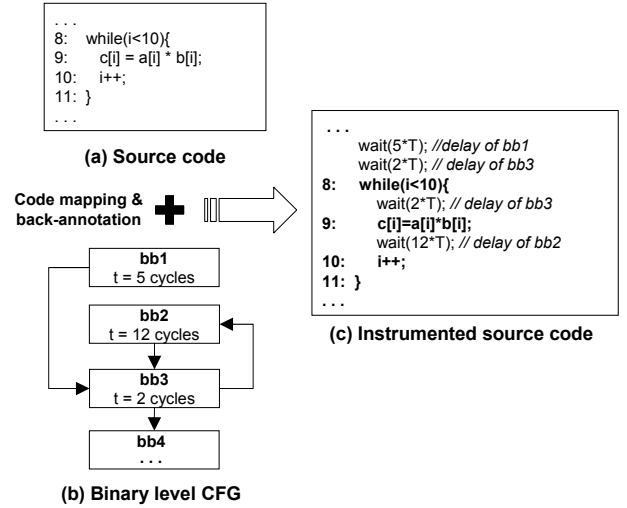 . . .
8: while(i<10){
9: c[i] = a[i] * b[i];
10: i++;
11: }
. . .
(a) Source code
Code mapping &
back-annotation
bb1
t = 5 cycles
bb2
t = 12 cycles
bb3
t = 2 cycles
bb4
. . .
(b) Binary level CFG
. . .
wait(5*T); //delay of bb1
wait(2*T); // delay of bb3
8: while(i<10){
wait(2*T); // delay of bb3
9: c[i]=a[i]*b[i];
wait(12*T); // delay of bb2
10: i++;
11: }
. . .
(c) Instrumented source code